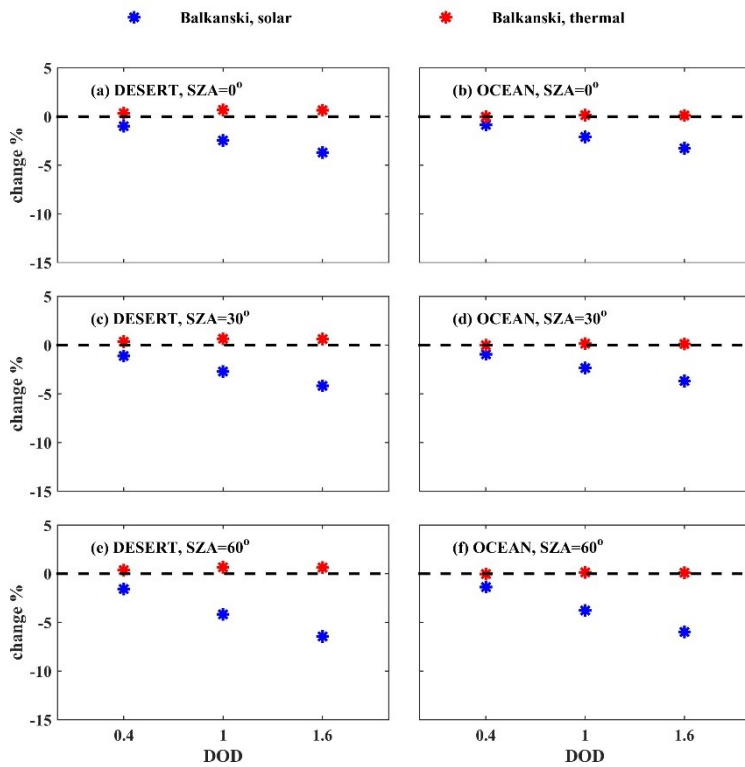 Balkanski, solar
Balkanski, thermal
(a) DESERT, SZA=0°
(b) OCEAN, SZA=0°
change %
5
0
-5
-10
-15
(c) DESERT, SZA=30°
(d) OCEAN, SZA=30°
change %
5
0
-5
-10
-15
(e) DESERT, SZA=60°
(f) OCEAN, SZA=60°
change %
5
0
-5
-10
-15
0.4 1 1.6
0.4 1 1.6
DOD
DOD